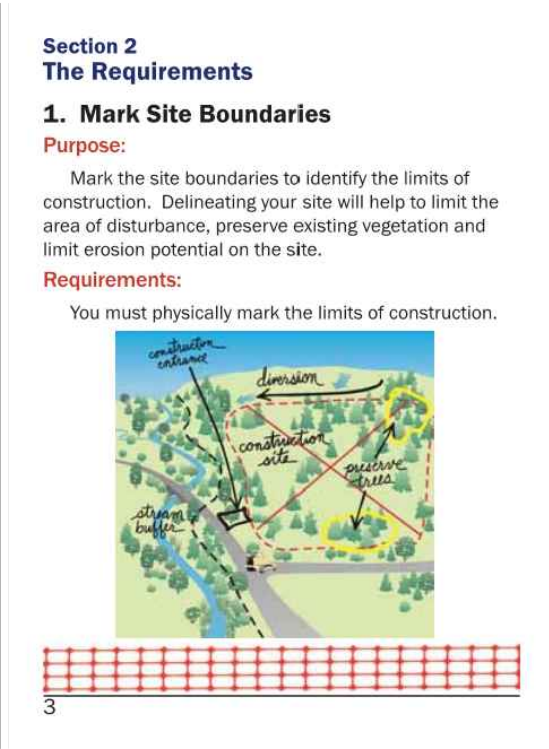 Section 2
The Requirements
1. Mark Site Boundaries
Purpose:
Mark the site boundaries to identify the limits of
construction. Delineating your site will help to limit the
area of disturbance, preserve existing vegetation and
limit erosion potential on the site.
Requirements:
You must physically mark the limits of construction.
construction
entrance
diversion
construction
site
preserve
trees
stream
buffer
3